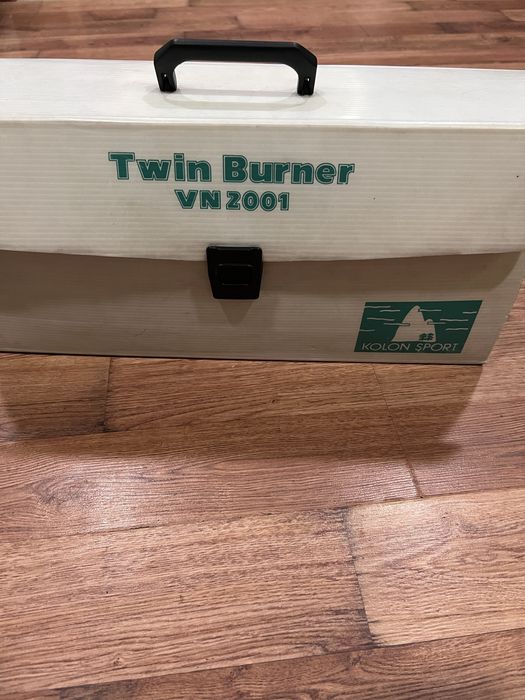 Twin Burner
VN 2001
KOLON SPORT